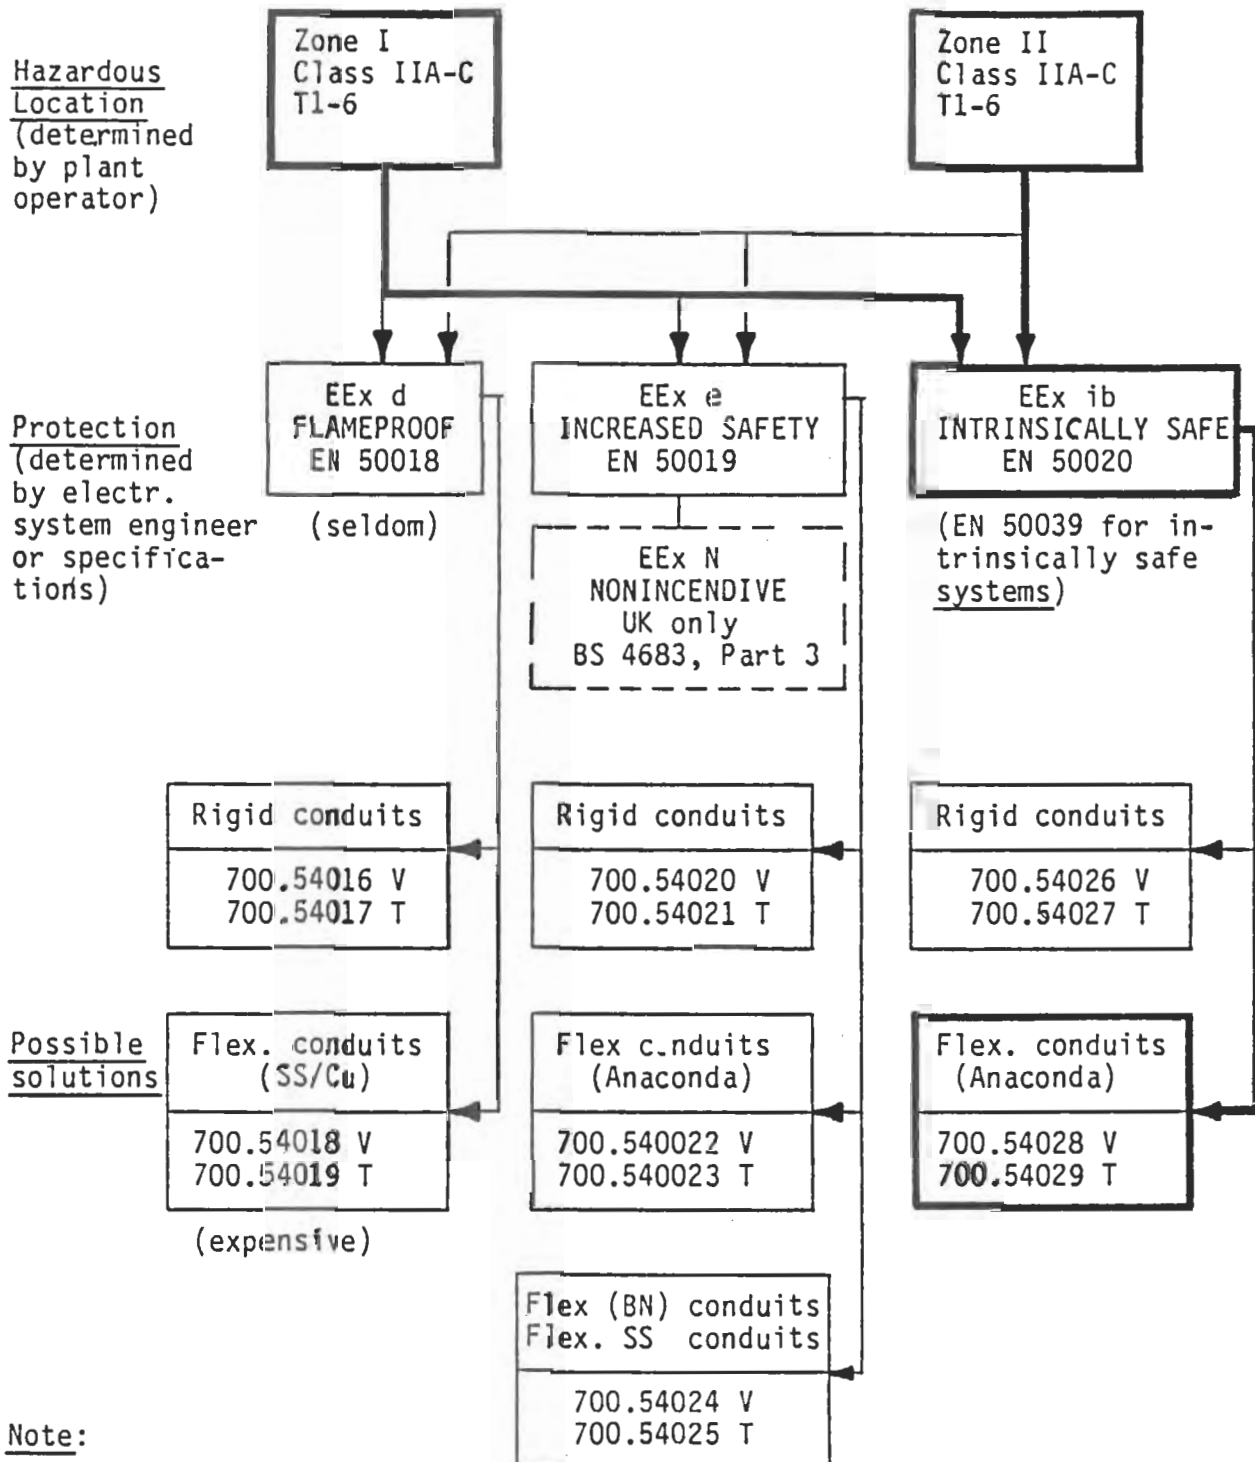 Zone I
Class IIA-C
T1-6
Zone II
Class IIA-C
T1-6
Hazardous
Location
(determined
by plant
operator)
EEx d
FLAMEPROOF
EN 50018
(seldom)
EEx e
INCREASED SAFETY
EN 50019
EEx N
NONINCENDIVE
UK only
BS 4683, Part 3
EEx ib
INTRINSICALLY SAFE
EN 50020
(EN 50039 for in-
trinsically safe
systems)
Protection
(determined
by electr.
system engineer
or specifica-
tions)
Rigid conduits
700.54016 V
700.54017 T
Rigid conduits
700.54020 V
700.54021 T
Rigid conduits
700.54026 V
700.54027 T
Possible
solutions
Flex. conduits
(SS/Cu)
700.54018 V
700.54019 T
(expensive)
Flex c.nduits
(Anaconda)
700.540022 V
700.540023 T
Flex. conduits
(Anaconda)
700.54028 V
700.54029 T
Flex (BN) conduits
Flex. SS conduits
700.54024 V
700.54025 T
Note: